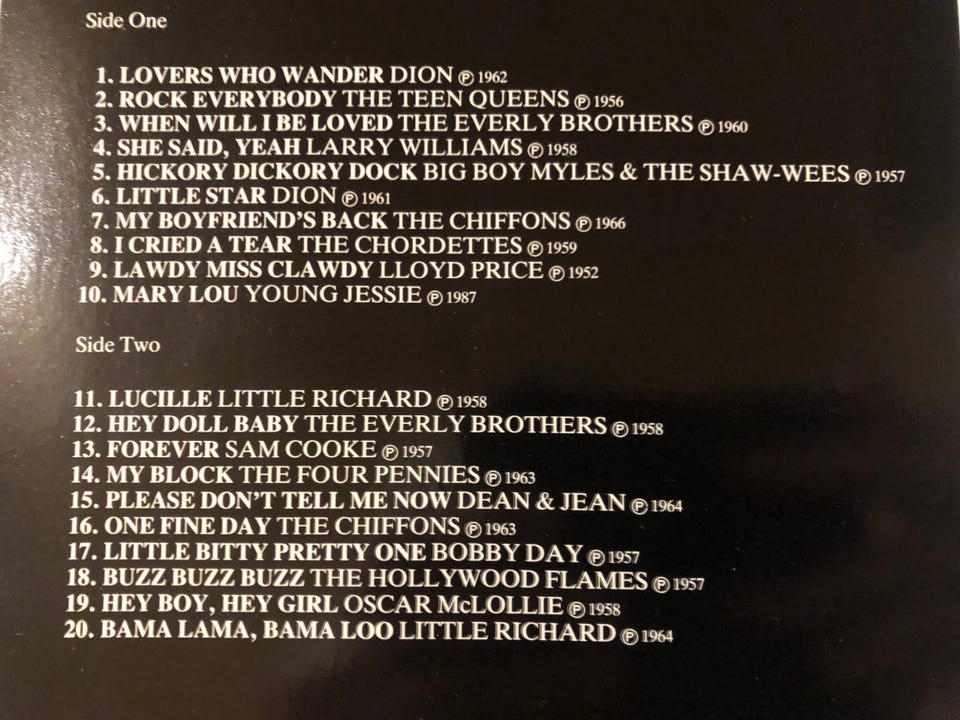 Side One
1. LOVERS WHO WANDER DION ℗ 1962
2. ROCK EVERYBODY THE TEEN QUEENS ℗ 1956
3. WHEN WILL I BE LOVED THE EVERLY BROTHERS ℗ 1960
4. SHE SAID, YEAH LARRY WILLIAMS ℗ 1958
5. HICKORY DICKORY DOCK BIG BOY MYLES & THE SHAW-WEES ℗ 1957
6. LITTLE STAR DION ℗ 1961
7. MY BOYFRIEND'S BACK THE CHIFFONS ℗ 1966
8. I CRIED A TEAR THE CHORDETTES ℗ 1959
9. LAWDY MISS CLAWDY LLOYD PRICE ℗ 1952
10. MARY LOU YOUNG JESSIE ℗ 1987
Side Two
11. LUCILLE LITTLE RICHARD ℗ 1958
12. HEY DOLL BABY THE EVERLY BROTHERS ℗ 1958
13. FOREVER SAM COOKE ℗ 1957
14. MY BLOCK THE FOUR PENNIES ℗ 1963
15. PLEASE DON'T TELL ME NOW DEAN & JEAN ℗ 1964
16. ONE FINE DAY THE CHIFFONS ℗ 1963
17. LITTLE BITTY PRETTY ONE BOBBY DAY ℗ 1957
18. BUZZ BUZZ BUZZ THE HOLLYWOOD FLAMES ℗ 1957
19. HEY BOY, HEY GIRL OSCAR McLOLLIE ℗ 1958
20. BAMA LAMA, BAMA LOO LITTLE RICHARD ℗ 1964